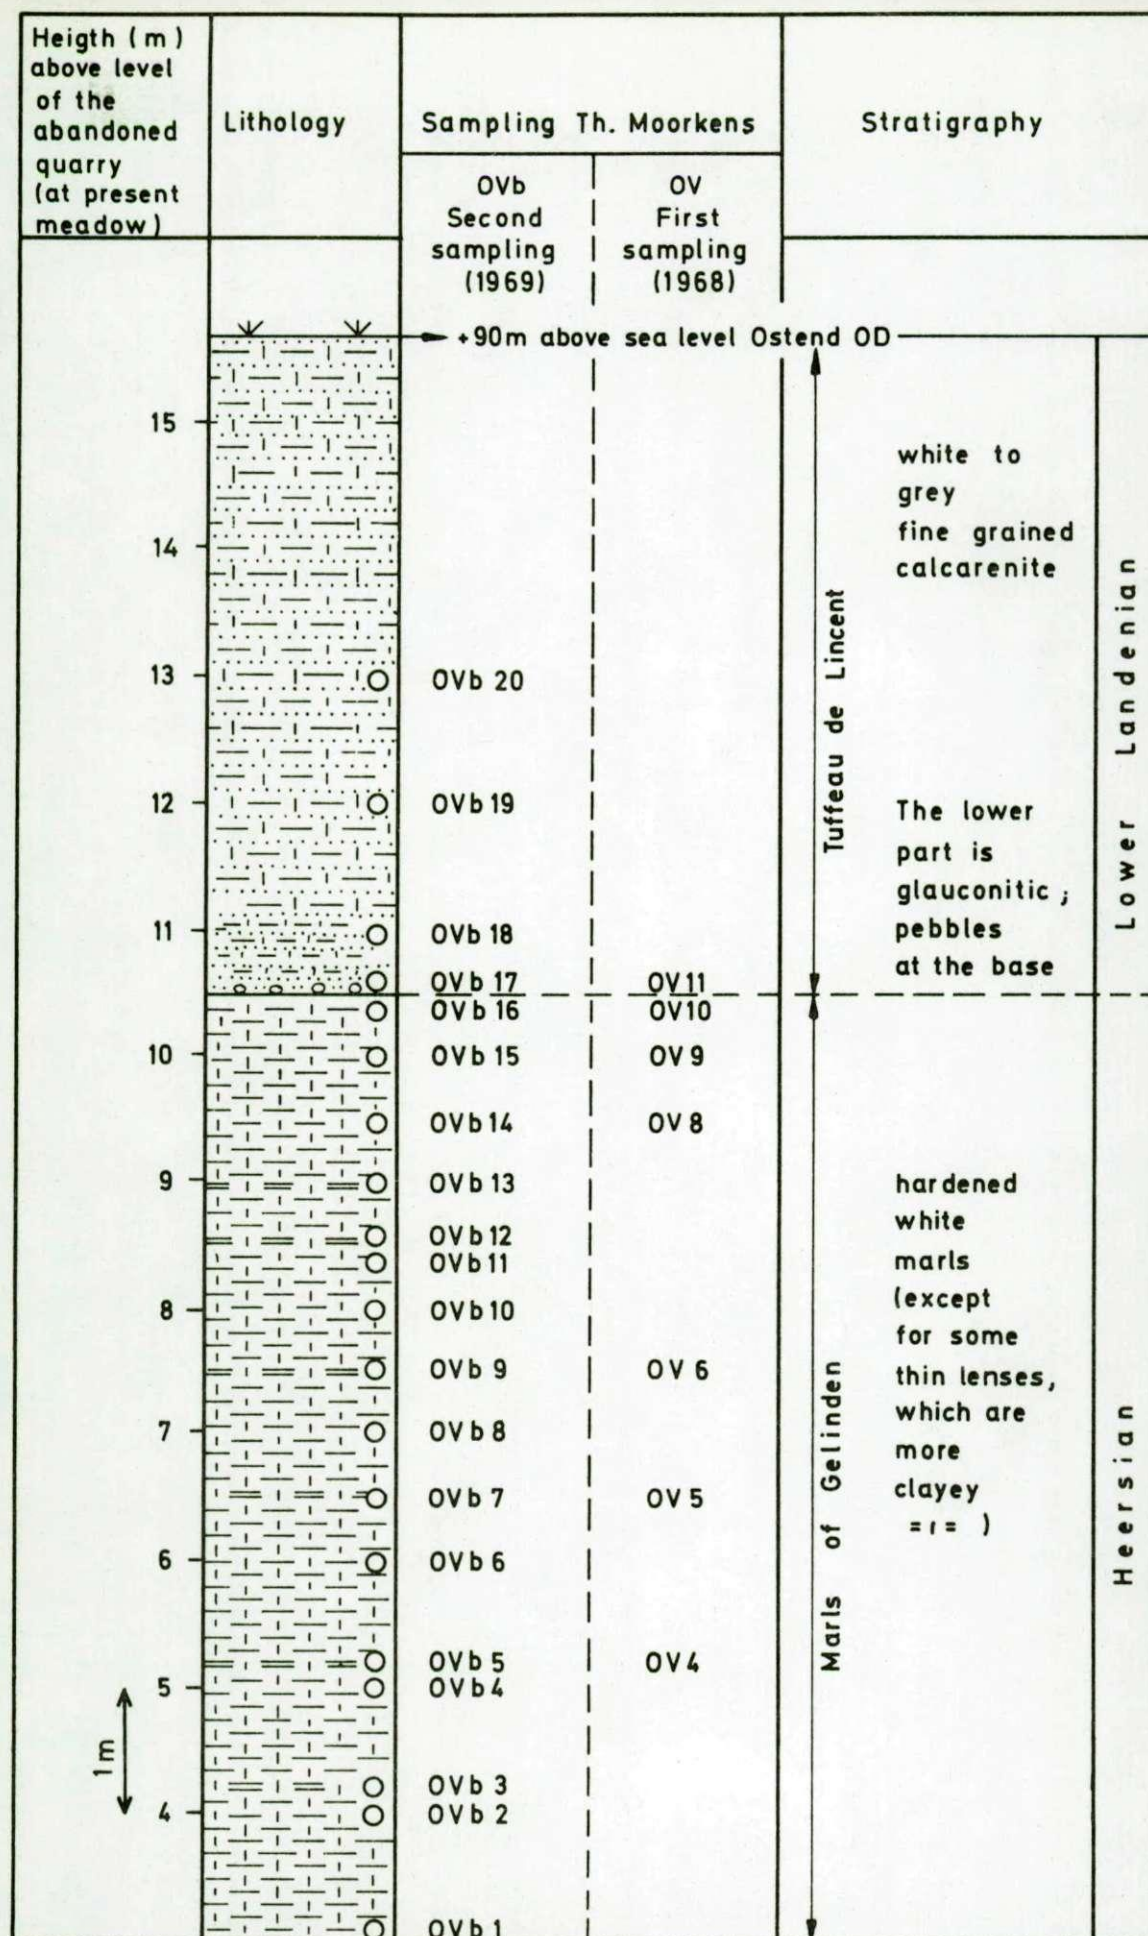 Heigth (m)
above level
of the
abandoned
quarry
(at present
meadow)
Lithology
Sampling Th. Moorkens
Stratigraphy
OVb
Second
sampling
(1969)
OV
First
sampling
(1968)
+90m above sea level Ostend OD
15
14
13
12
11
10
9
8
7
6
5
4
1m
OVb 20
OVb 19
OVb 18
OVb 17
OVb 16
OVb 15
OVb 14
OVb 13
OVb 12
OVb 11
OVb 10
OVb 9
OVb 8
OVb 7
OVb 6
OVb 5
OVb 4
OVb 3
OVb 2
OVb 1
OV 11
OV 10
OV 9
OV 8
OV 6
OV 5
OV 4
Tuffeau de Lincent
Marls of Gelinden
white to
grey
fine grained
calcarenite
The lower
part is
glauconitic ;
pebbles
at the base
hardened
white
marls
(except
for some
thin lenses,
which are
more
clayey
= ı = )
Lower Landenian
Heersian